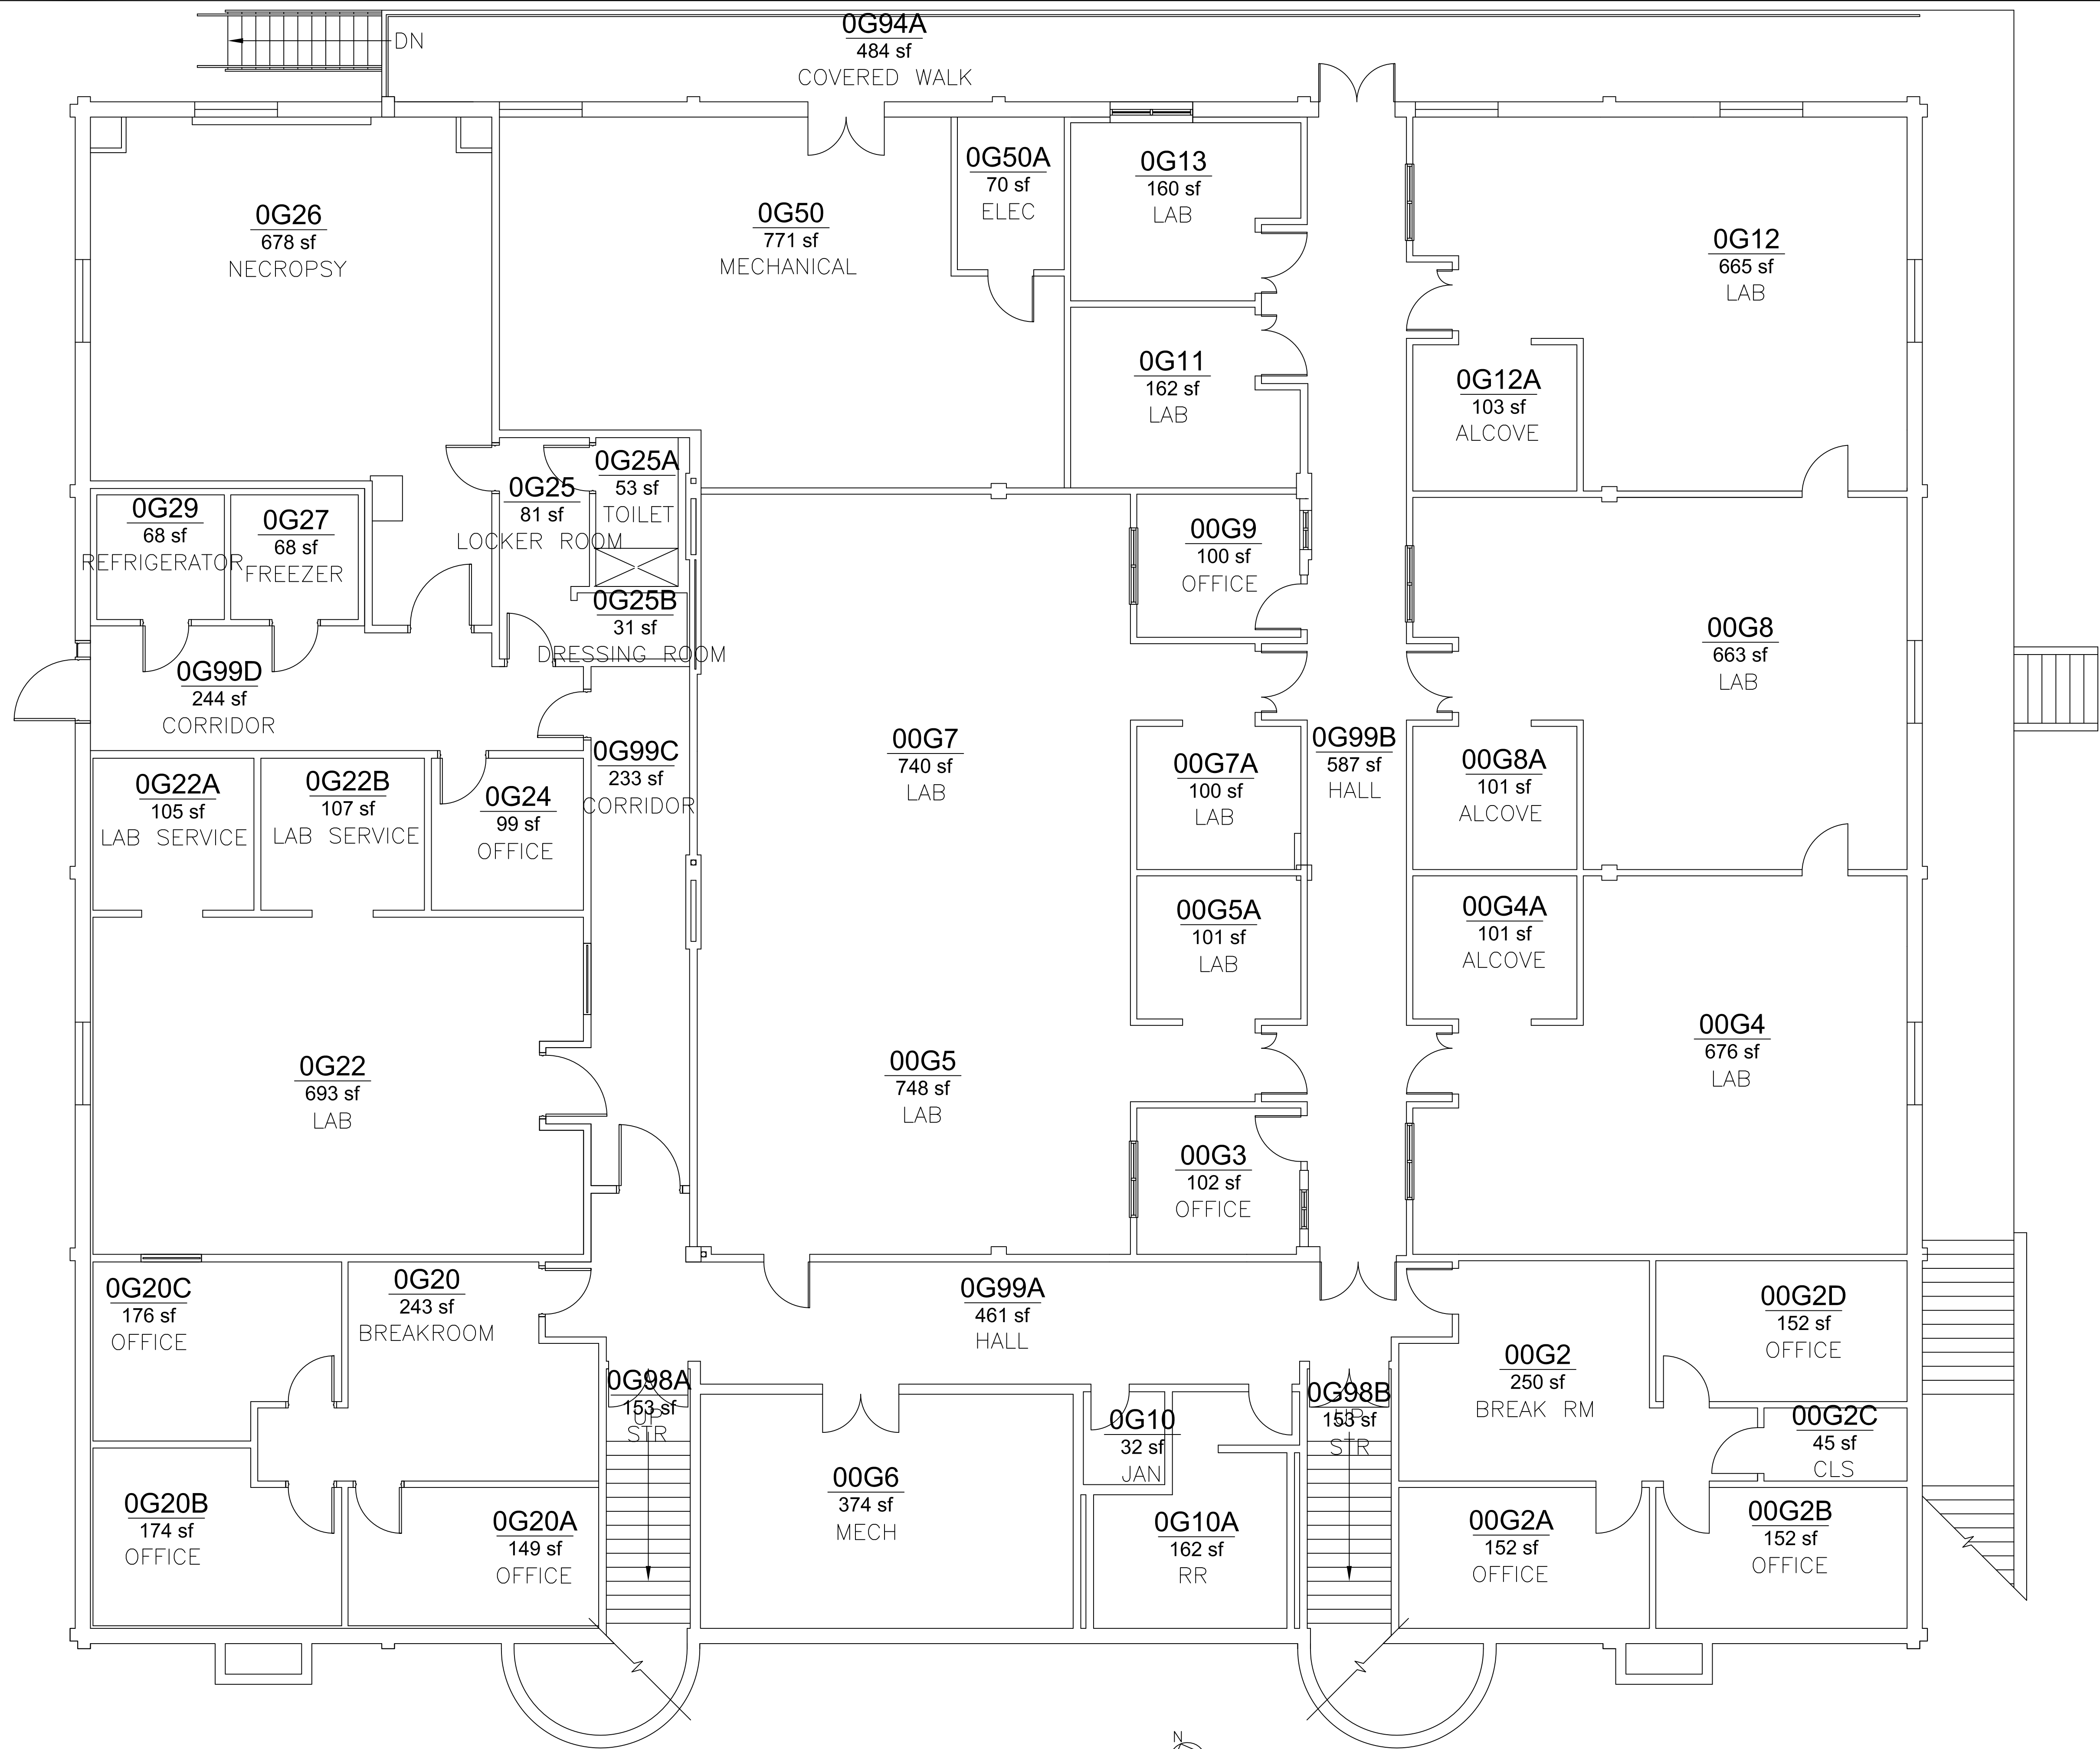 0G94A
484 sf
COVERED WALK
DN
0G26
678 sf
NECROPSY
0G50
771 sf
MECHANICAL
0G50A
70 sf
ELEC
0G13
160 sf
LAB
0G12
665 sf
LAB
0G11
162 sf
LAB
0G12A
103 sf
ALCOVE
0G25A
53 sf
TOILET
0G25
81 sf
LOCKER ROOM
0G29
68 sf
REFRIGERATOR
0G27
68 sf
FREEZER
00G9
100 sf
OFFICE
0G25B
31 sf
DRESSING ROOM
00G8
663 sf
LAB
0G99D
244 sf
CORRIDOR
0G99C
233 sf
CORRIDOR
00G7
740 sf
LAB
00G7A
100 sf
LAB
0G99B
587 sf
HALL
00G8A
101 sf
ALCOVE
0G22A
105 sf
LAB SERVICE
0G22B
107 sf
LAB SERVICE
0G24
99 sf
OFFICE
00G5A
101 sf
LAB
00G4A
101 sf
ALCOVE
0G22
693 sf
LAB
00G5
748 sf
LAB
00G4
676 sf
LAB
00G3
102 sf
OFFICE
0G20C
176 sf
OFFICE
0G20
243 sf
BREAKROOM
0G99A
461 sf
HALL
00G2D
152 sf
OFFICE
00G2
250 sf
BREAK RM
0G98A
153 sf
UP
STR
0G98B
153 sf
UP
STR
0G10
32 sf
JAN
00G2C
45 sf
CLS
00G6
374 sf
MECH
0G20B
174 sf
OFFICE
0G20A
149 sf
OFFICE
0G10A
162 sf
RR
00G2A
152 sf
OFFICE
00G2B
152 sf
OFFICE
N